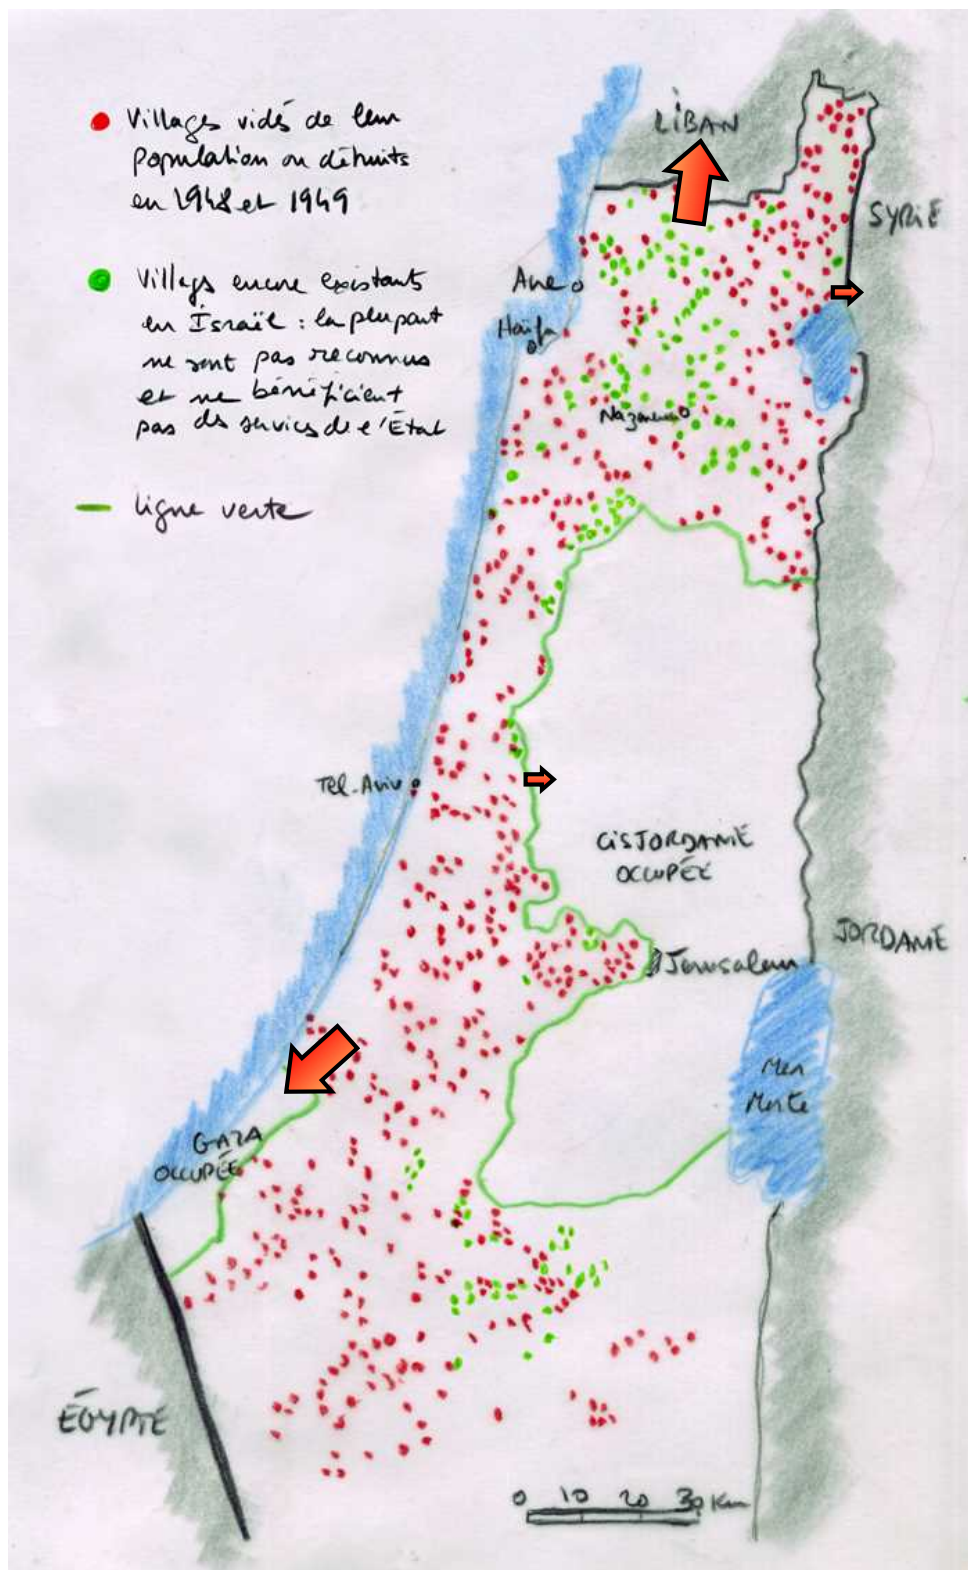 Villages vidés de leur
population ou détruits
en 1948 et 1949
Villages encore existants
en Israël : la plupart
ne sont pas reconnus
et ne bénéficient
pas des services de l'État
ligne verte
LIBAN
SYRIE
Acre
Haïfa
Nazareth
Tel-Aviv
CISJORDANIE
OCCUPÉE
JORDANIE
Jérusalem
Mer
Morte
GAZA
OCCUPÉE
ÉGYPTE
0 10 20 30 Km